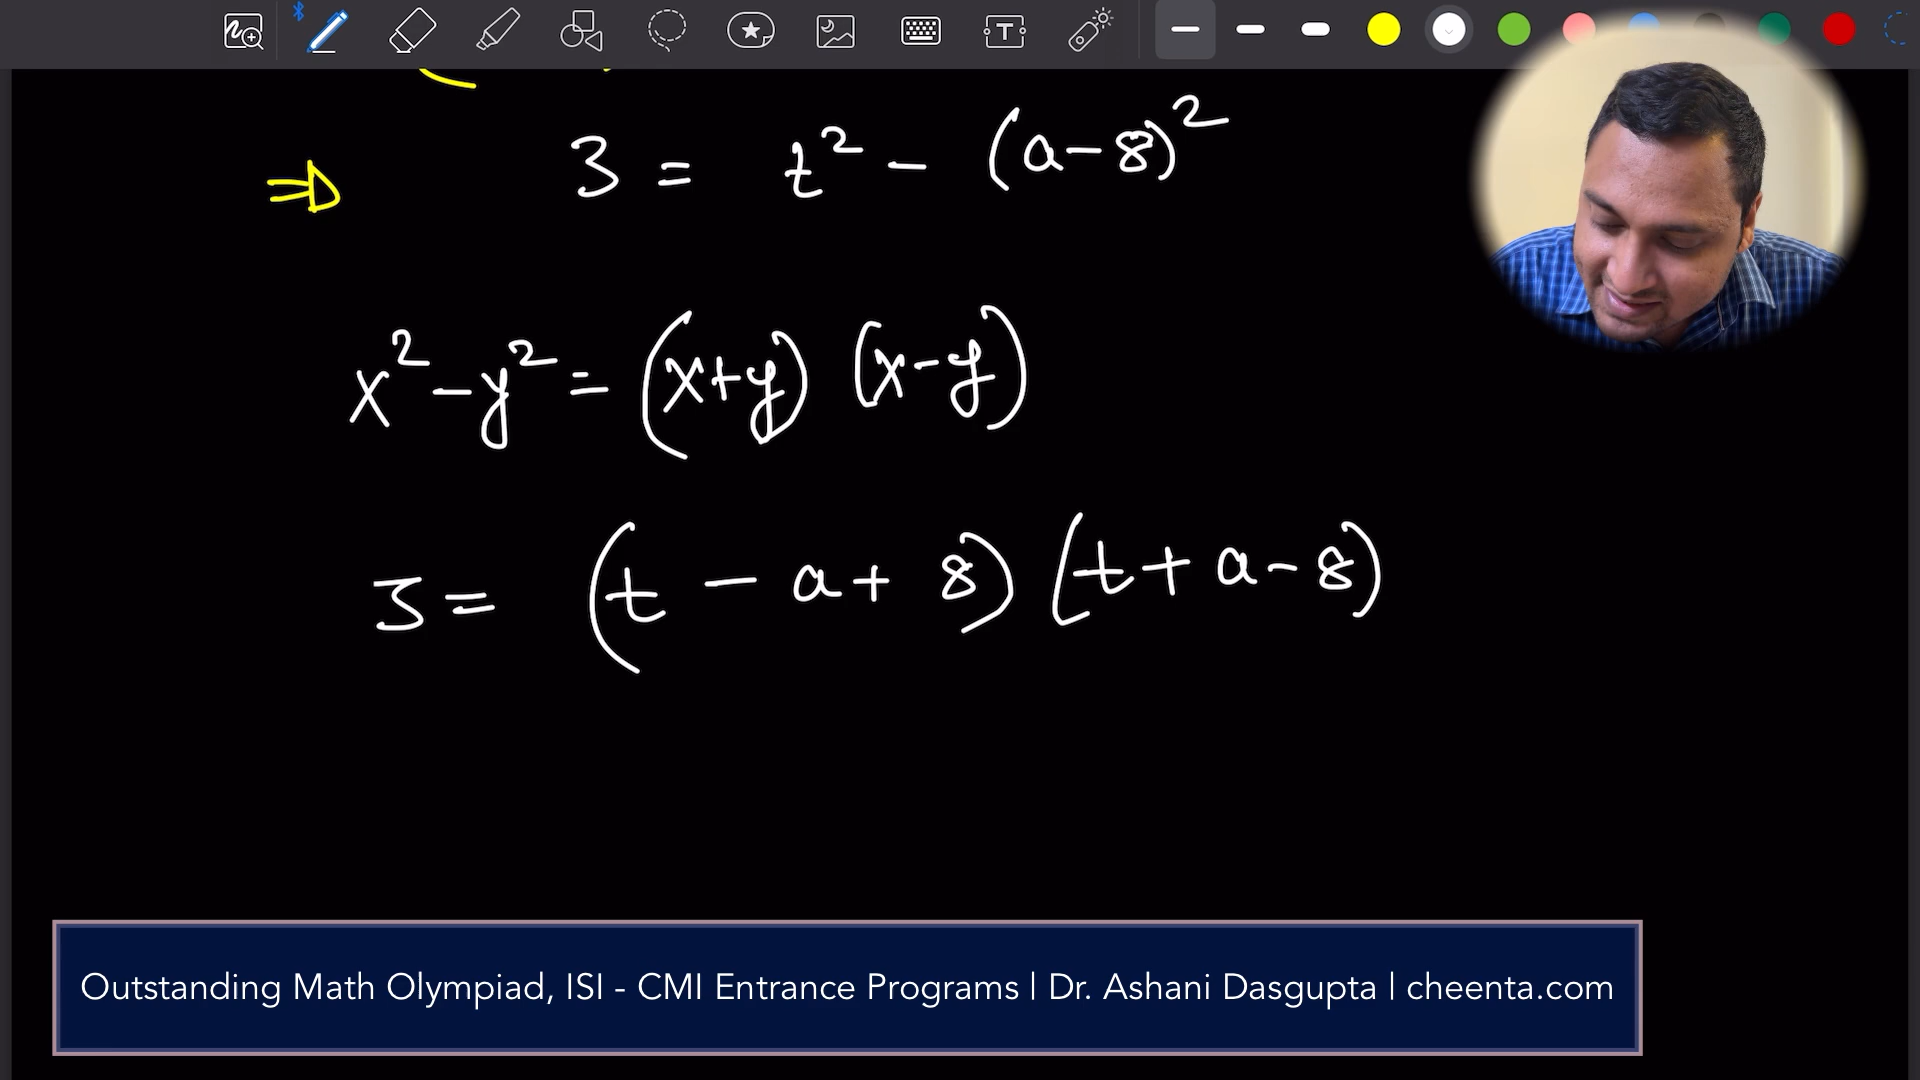 ⇒ 3 = t² − (a−8)²
x² − y² = (x+y) (x−y)
3 = (t − a + 8) (t + a − 8)
Outstanding Math Olympiad, ISI - CMI Entrance Programs | Dr. Ashani Dasgupta | cheenta.com